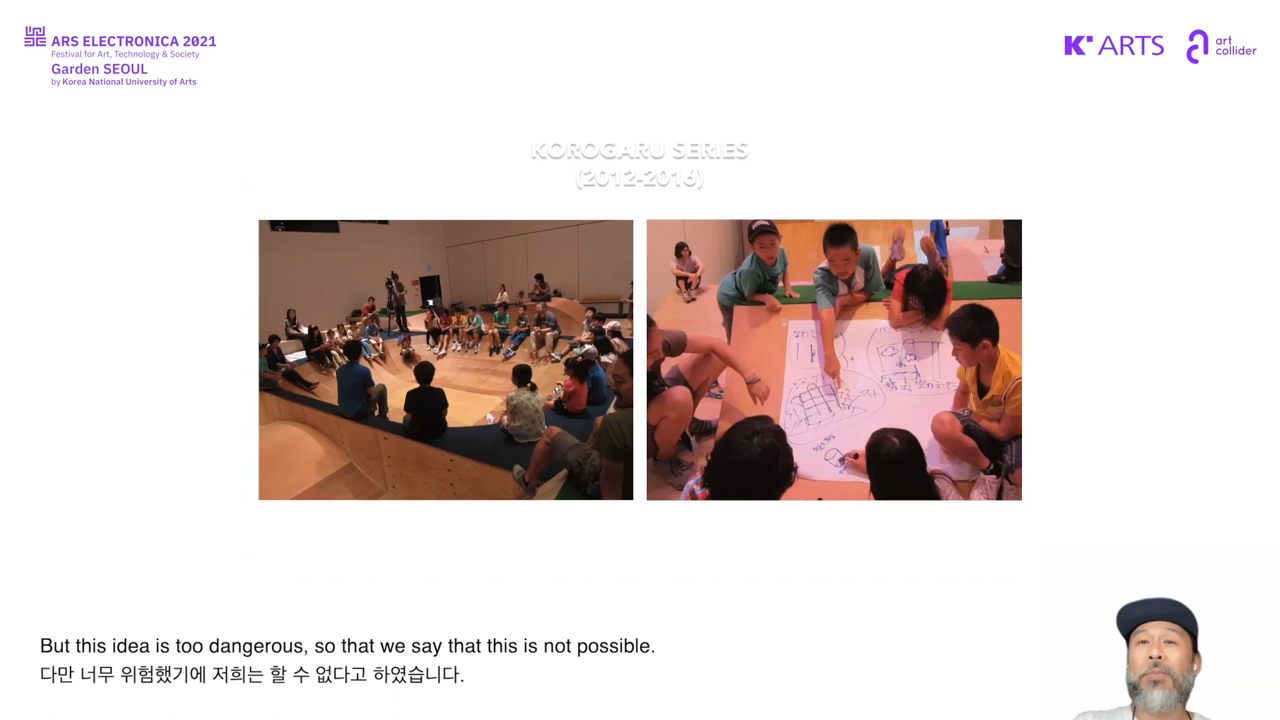 ARS ELECTRONICA 2021
Festival for Art, Technology & Society
Garden SEOUL
by Korea National University of Arts
K ARTS
art
collider
KOROGARU SERIES
(2012-2016)
But this idea is too dangerous, so that we say that this is not possible.
다만 너무 위험했기에 저희는 할 수 없다고 하였습니다.